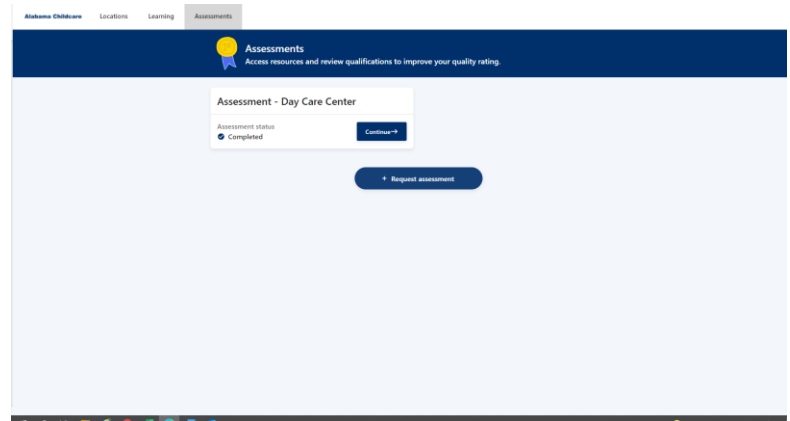 Alabama Childcare Locations Learning Assessments
Assessments
Access resources and review qualifications to improve your quality rating.
Assessment - Day Care Center
Assessment status
Completed
Continue→
+ Request assessment